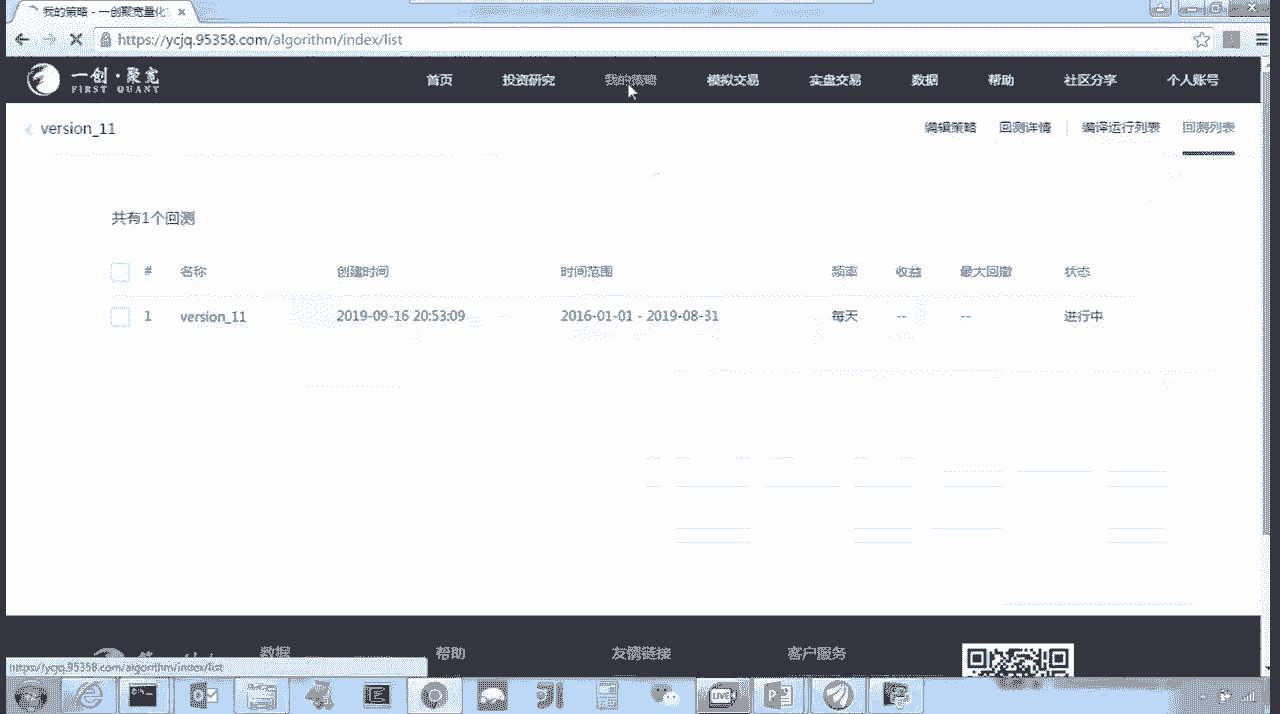 我的策略 - 一创聚宽量化
https://ycjq.95358.com/algorithm/index/list
一创·聚宽
FIRST QUANT
首页 投资研究 我的策略 模拟交易 实盘交易 数据 帮助 社区分享 个人账号
version_11
编辑策略 回测详情 编译运行列表 回测列表
共有1个回测
# 名称 创建时间 时间范围 频率 收益 最大回撤 状态
1 version_11 2019-09-16 20:53:09 2016-01-01 - 2019-08-31 每天 -- -- 进行中
数据 帮助 友情链接 客户服务
https://ycjq.95358.com/algorithm/index/list
LIVE